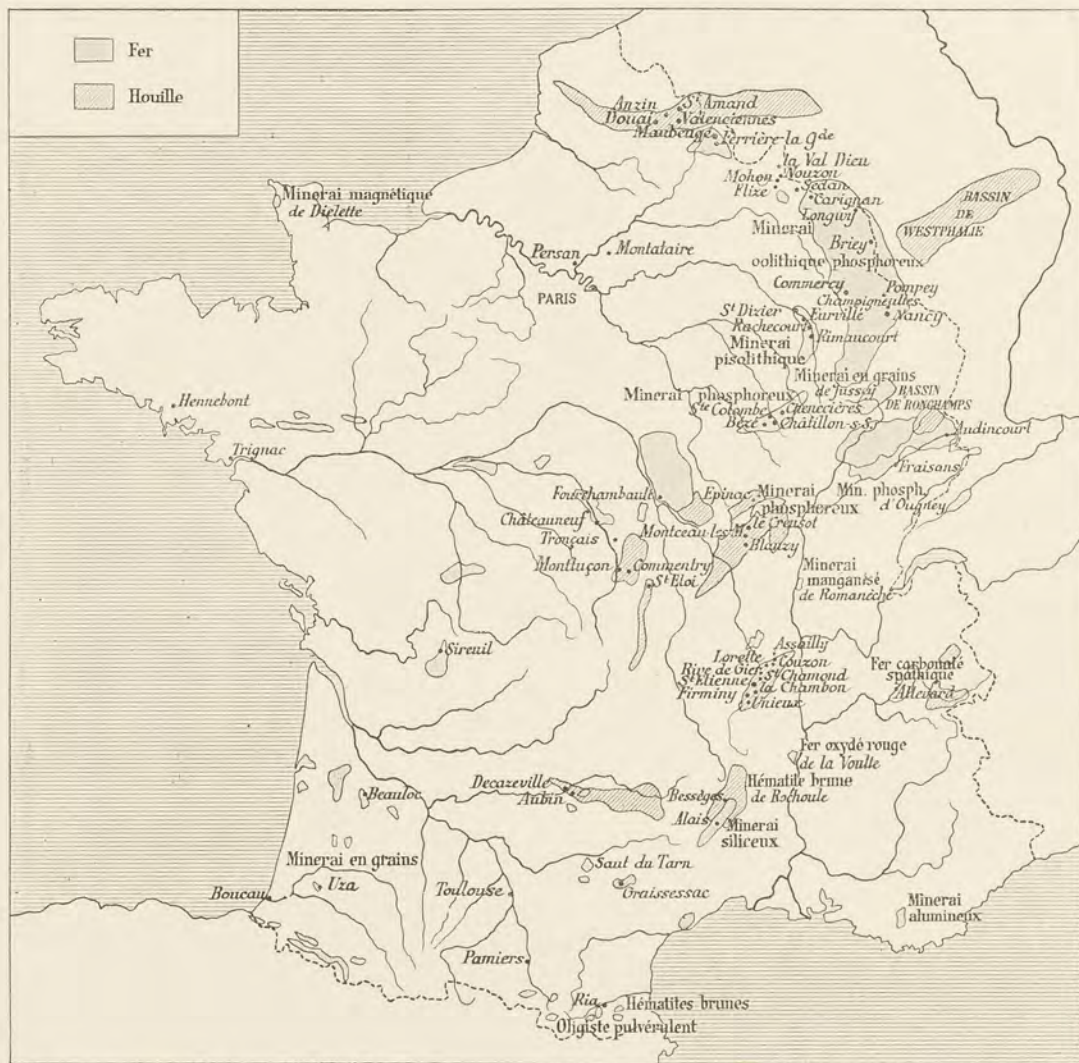 Fer
Houille
Anzin
St Amand
Douai
Valenciennes
Maubeuge
Ferrière-la Gde
la Val Dieu
Mohon
Nouzon
Flize
Sedan
Carignan
Longwy
Minerai magnétique
de Dielette
BASSIN
DE
WESTPHALIE
Minerai
oolithique phosphoreux
Briey
Persan
Montataire
PARIS
Commercy
Pompey
Champigneulles
Nancy
St Dizier
Eurville
Rachecourt
Rimaucourt
Minerai
pisolithique
Minerai en grains
de Jussey
BASSIN
DE RONCHAMPS
Minerai phosphoreux
Ste Colombe
Chenecières
Bèze
Châtillon-s-S.
Audincourt
Fraisans
Min. phosph.
d'Ougney
Hennebont
Trignac
Fourchambault
Epinac
Minerai
phosphoreux
Châteauneuf
Montceau-les-M.
le Creusot
Tronçais
Blanzy
Montluçon
Commentry
St Eloi
Minerai
manganésé
de Romanèche
Sireuil
Assailly
Lorette
Couzon
Rive de Gier
St Chamond
St Etienne
la Chambon
Firminy
Unieux
Fer carbonaté
spathique
Allevard
Fer oxydé rouge
de la Voulte
Decazeville
Aubin
Bessèges
Hématite brune
de Rochoule
Alais
Minerai
siliceux
Beauloc
Minerai en grains
Uza
Boucau
Toulouse
Saut du Tarn
Graissessac
Minerai
alumineux
Pamiers
Ria
Hématites brunes
Oligiste pulvérulent